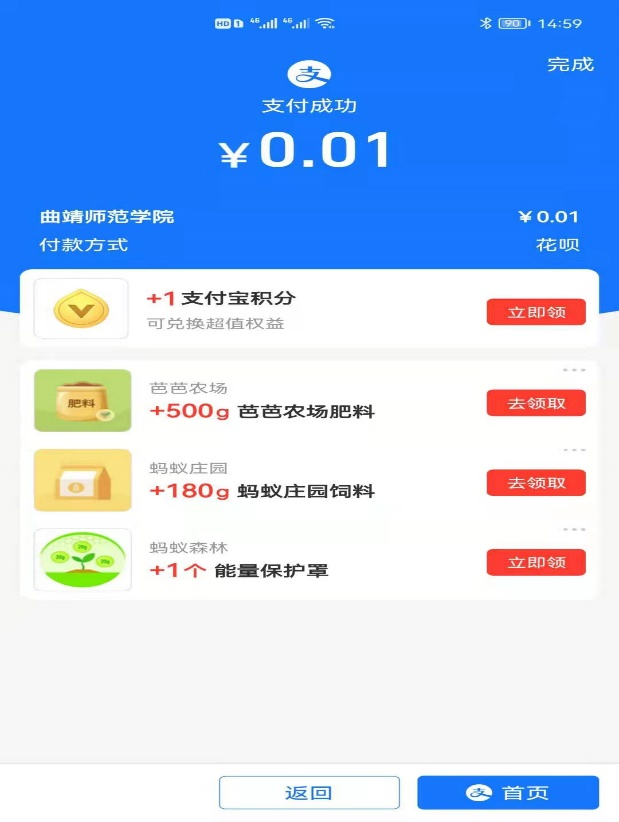 HD 1 4G 4G 90 14:59
完成
支
支付成功
¥0.01
曲靖师范学院 ¥0.01
付款方式 花呗
+1支付宝积分
可兑换超值权益
立即领
肥料
芭芭农场
+500g 芭芭农场肥料
去领取
蚂蚁庄园
+180g 蚂蚁庄园饲料
去领取
蚂蚁森林
+1个 能量保护罩
立即领
返回
支 首页